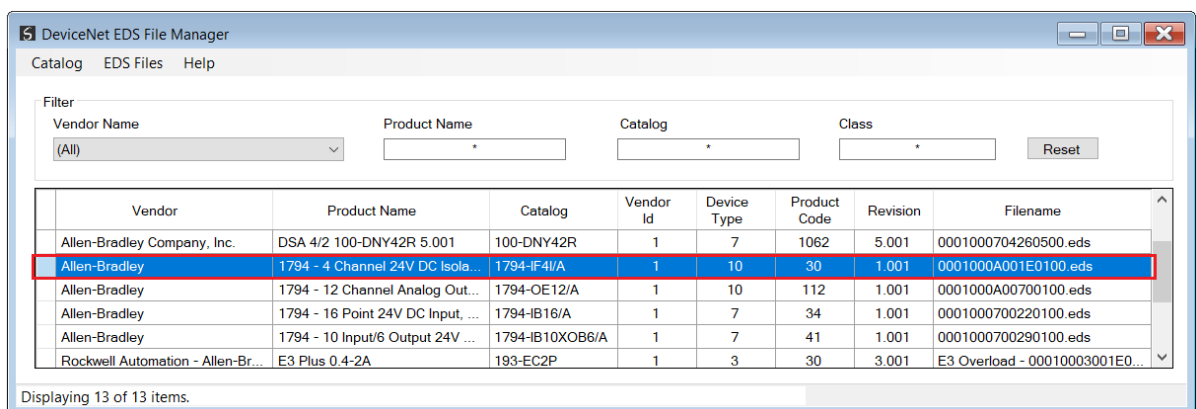 DeviceNet EDS File Manager
Catalog EDS Files Help
Filter
Vendor Name Product Name Catalog Class
(All) * * * Reset
Vendor Product Name Catalog Vendor Id Device Type Product Code Revision Filename
Allen-Bradley Company, Inc. DSA 4/2 100-DNY42R 5.001 100-DNY42R 1 7 1062 5.001 0001000704260500.eds
Allen-Bradley 1794 - 4 Channel 24V DC Isola... 1794-IF4I/A 1 10 30 1.001 0001000A001E0100.eds
Allen-Bradley 1794 - 12 Channel Analog Out... 1794-OE12/A 1 10 112 1.001 0001000A00700100.eds
Allen-Bradley 1794 - 16 Point 24V DC Input, ... 1794-IB16/A 1 7 34 1.001 0001000700220100.eds
Allen-Bradley 1794 - 10 Input/6 Output 24V ... 1794-IB10XOB6/A 1 7 41 1.001 0001000700290100.eds
Rockwell Automation - Allen-Br... E3 Plus 0.4-2A 193-EC2P 1 3 30 3.001 E3 Overload - 00010003001E0...
Displaying 13 of 13 items.